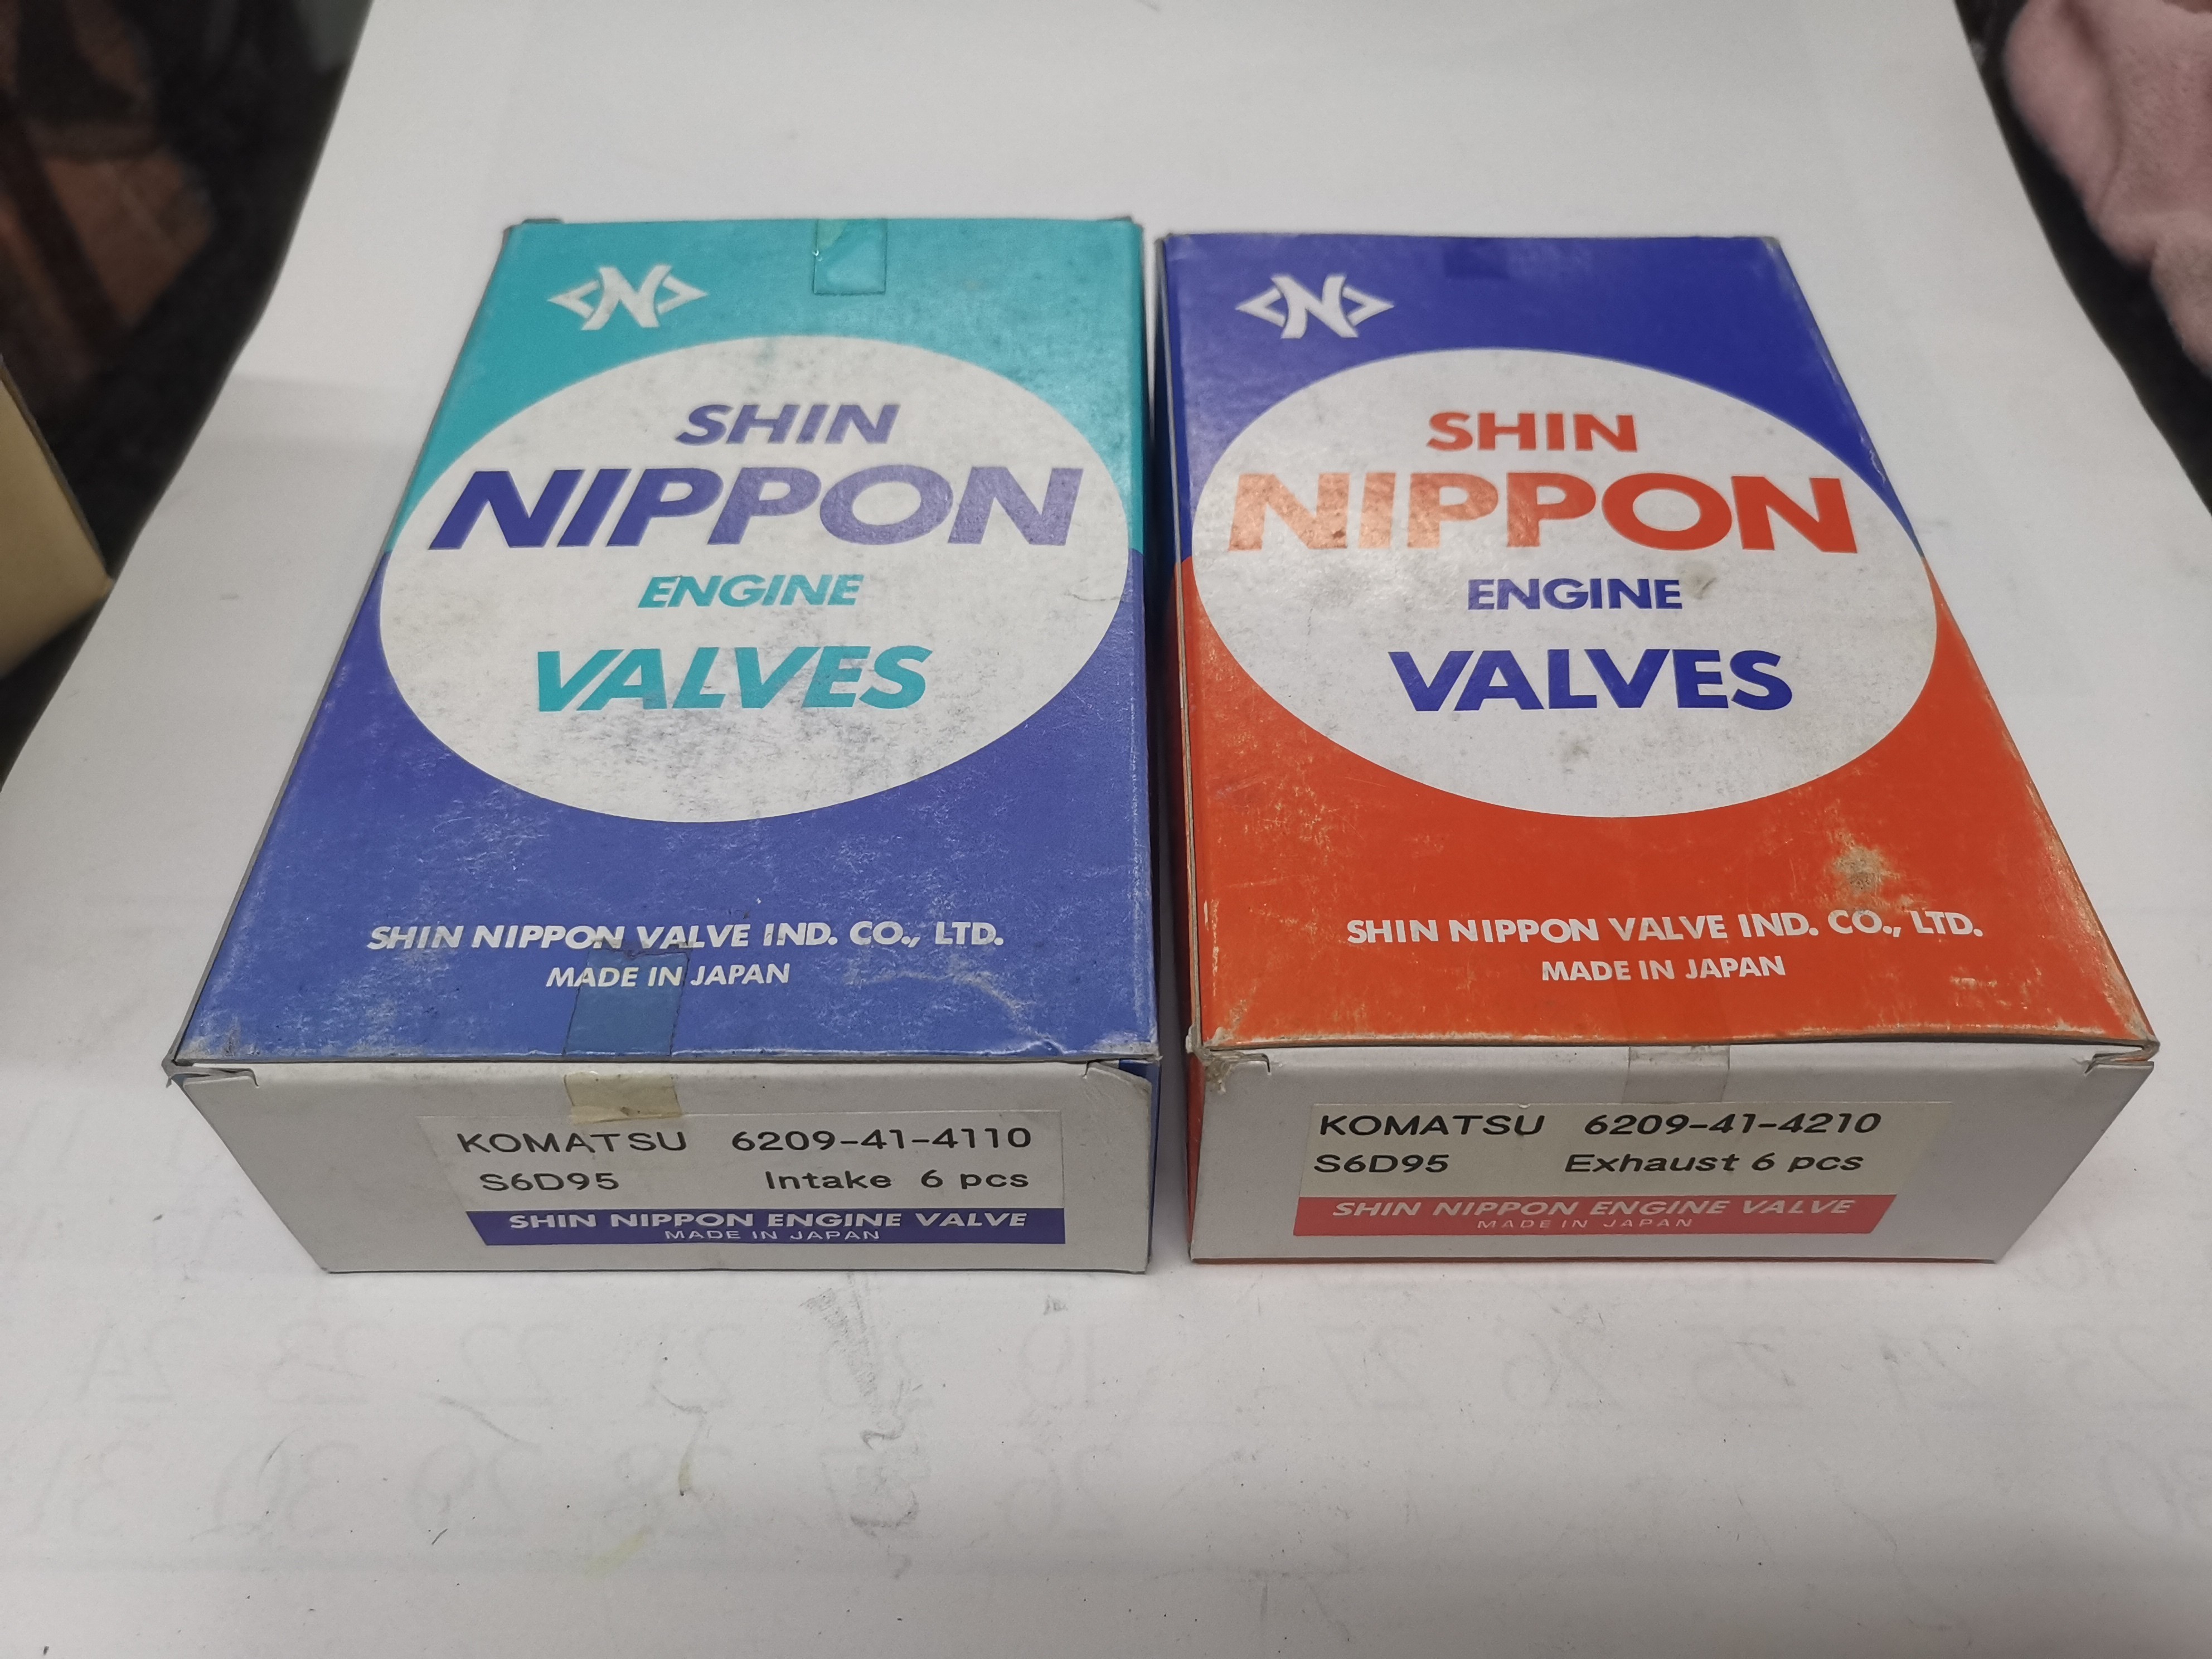 <N>
SHIN
NIPPON
ENGINE
VALVES
SHIN NIPPON VALVE IND. CO., LTD.
MADE IN JAPAN
KOMATSU 6209-41-4110
S6D95 Intake 6 pcs
SHIN NIPPON ENGINE VALVE
MADE IN JAPAN
<N>
SHIN
NIPPON
ENGINE
VALVES
SHIN NIPPON VALVE IND. CO., LTD.
MADE IN JAPAN
KOMATSU 6209-41-4210
S6D95 Exhaust 6 pcs
SHIN NIPPON ENGINE VALVE
MADE IN JAPAN